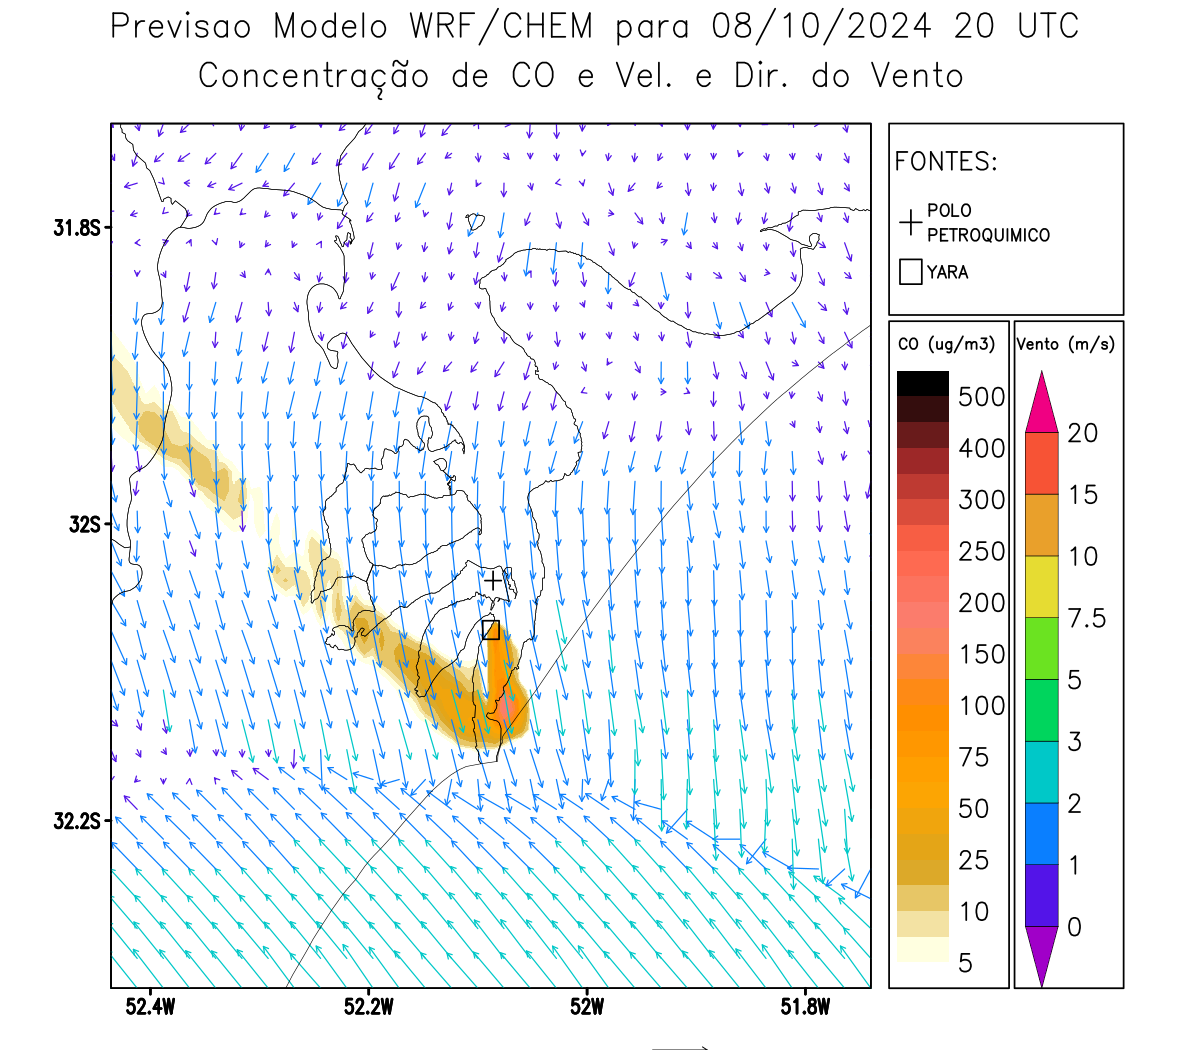 Previsao Modelo WRF/CHEM para 08/10/2024 20 UTC
Concentração de CO e Vel. e Dir. do Vento
FONTES:
POLO
PETROQUIMICO
YARA
CO (ug/m3)
500
400
300
250
200
150
100
75
50
25
10
5
Vento (m/s)
20
15
10
7.5
5
3
2
1
0
31.8S
32S
32.2S
52.4W
52.2W
52W
51.8W